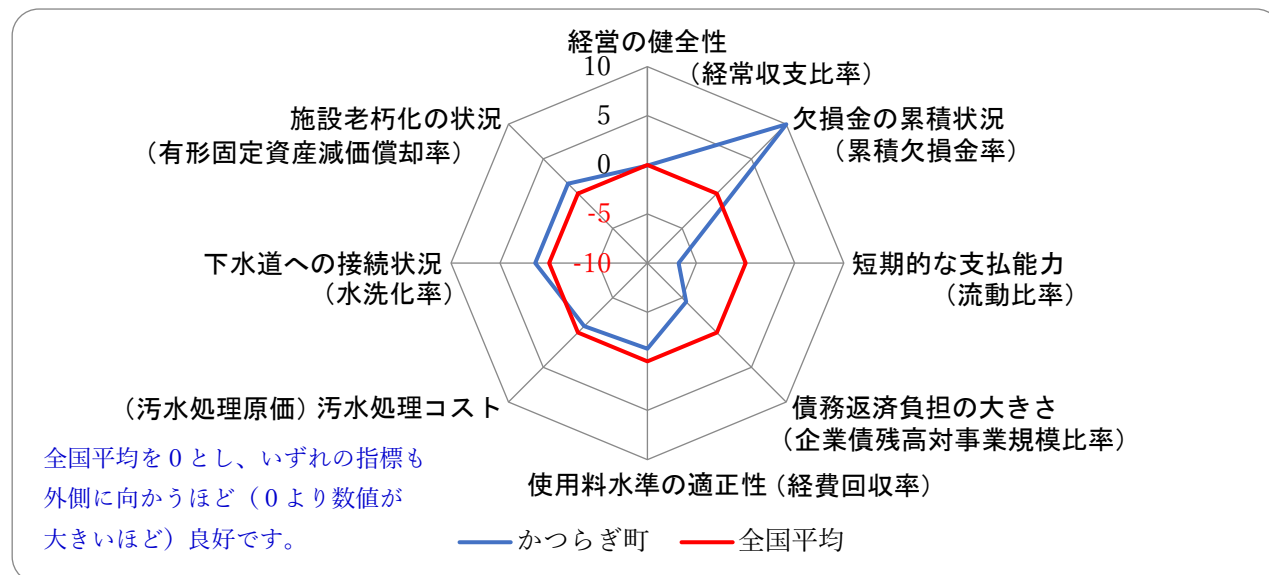 経営の健全性
（経常収支比率）
10
5
0
-5
-10
欠損金の累積状況
（累積欠損金率）
施設老朽化の状況
（有形固定資産減価償却率）
下水道への接続状況
（水洗化率）
短期的な支払能力
（流動比率）
（汚水処理原価）汚水処理コスト
債務返済負担の大きさ
（企業債残高対事業規模比率）
使用料水準の適正性（経費回収率）
全国平均を０とし、いずれの指標も
外側に向かうほど（０より数値が
大きいほど）良好です。
かつらぎ町
全国平均